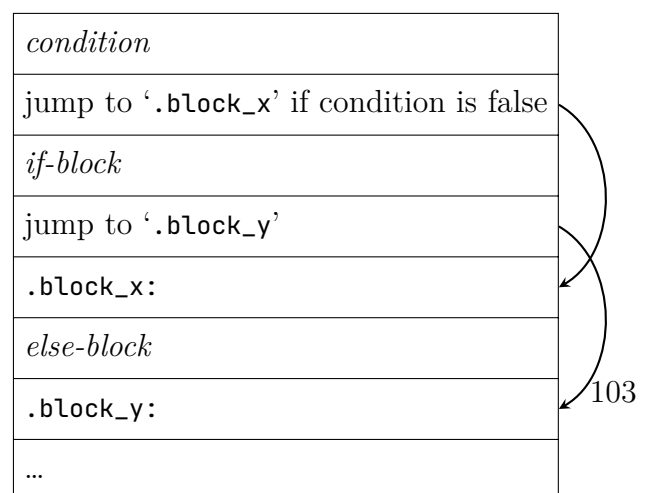 condition
jump to ‘.block_x’ if condition is false
if-block
jump to ‘.block_y’
.block_x:
else-block
103
.block_y:
…